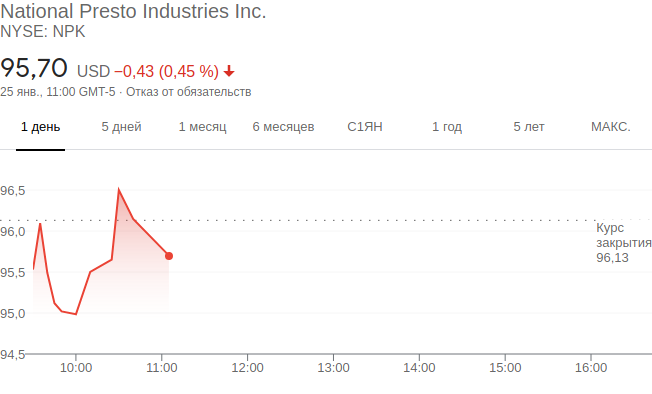 National Presto Industries Inc.
NYSE: NPK
95,70 USD −0,43 (0,45 %)
25 янв., 11:00 GMT-5 · Отказ от обязательств
1 день 5 дней 1 месяц 6 месяцев С1ЯН 1 год 5 лет МАКС.
96,5
96,0
95,5
95,0
94,5
Курс
закрытия
96,13
10:00 11:00 12:00 13:00 14:00 15:00 16:00